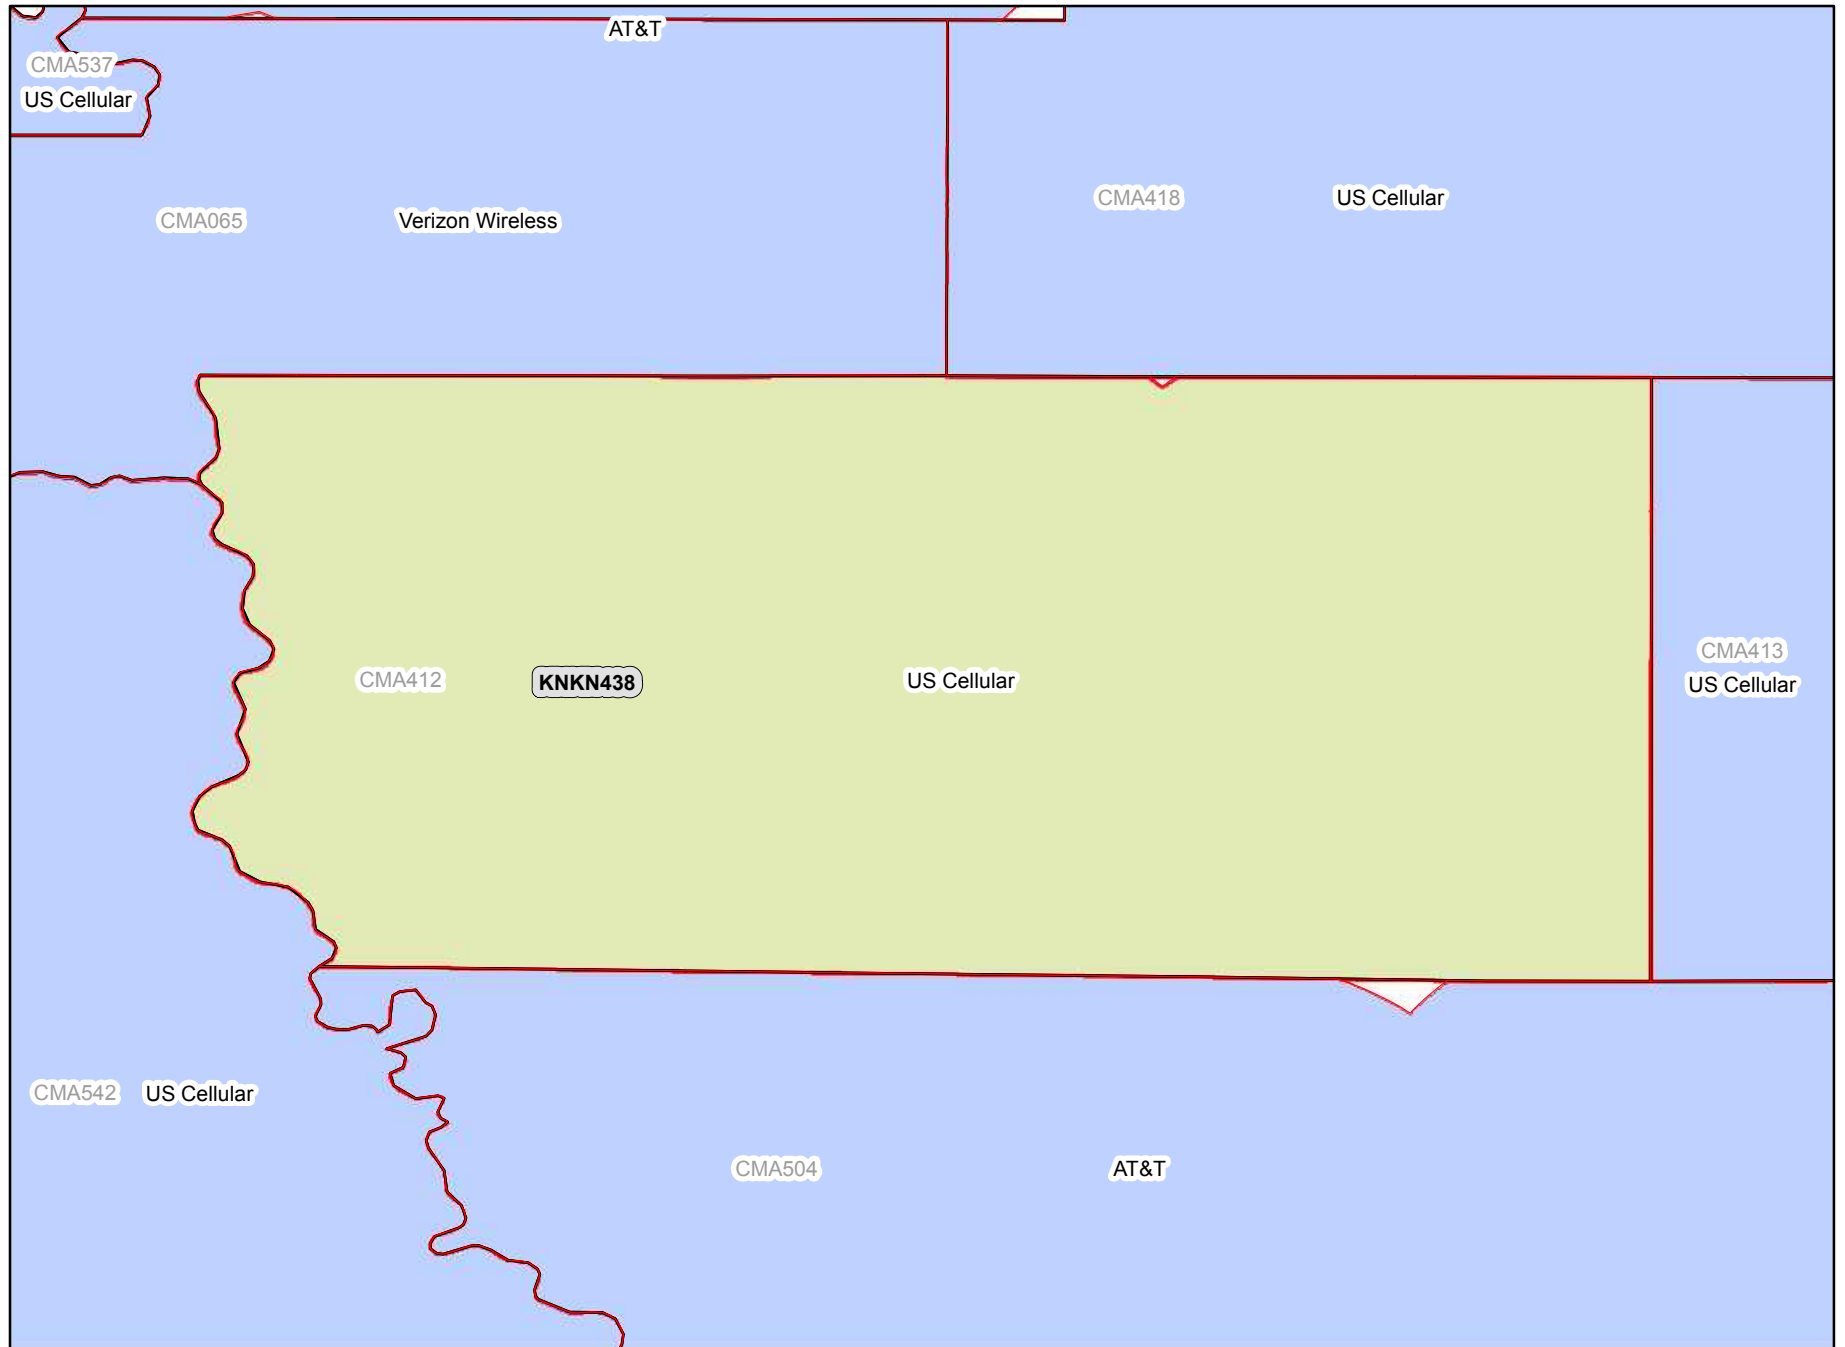 AT&T
CMA537
US Cellular
CMA065
Verizon Wireless
CMA418
US Cellular
CMA412
KNKN438
US Cellular
CMA413
US Cellular
CMA542
US Cellular
CMA504
AT&T